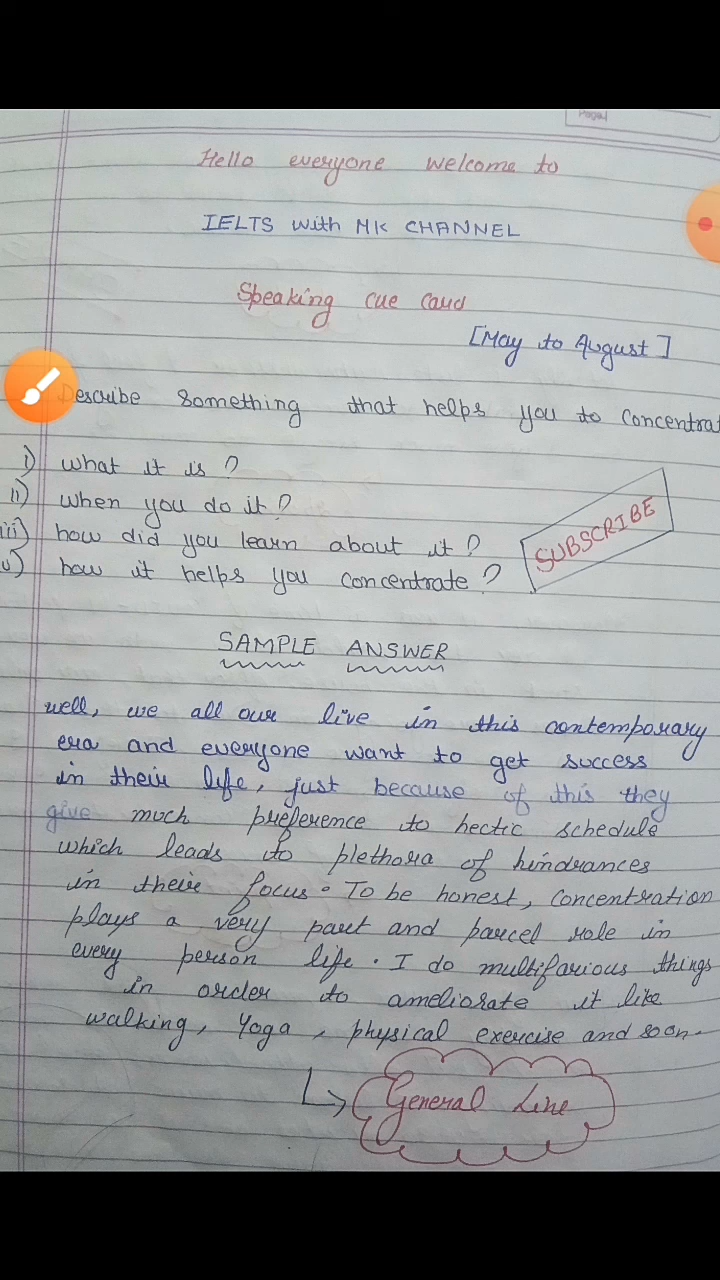 Page
Hello everyone welcome to
IELTS with MK CHANNEL
Speaking cue card
[May to August]
Describe something that helps you to concentrat
i) what it is?
ii) when you do it?
iii) how did you learn about it?
v) how it helps you concentrate?
SUBSCRIBE
SAMPLE ANSWER
well, we all our live in this contemporary
era and everyone want to get success
in their life, just because of this they
give much preference to hectic schedule
which leads to plethora of hindrances
in their focus. To be honest, concentration
plays a very part and parcel role in
every person life. I do multifarious things
in order to ameliorate it like
walking, Yoga, physical exercise and soon.
General Line